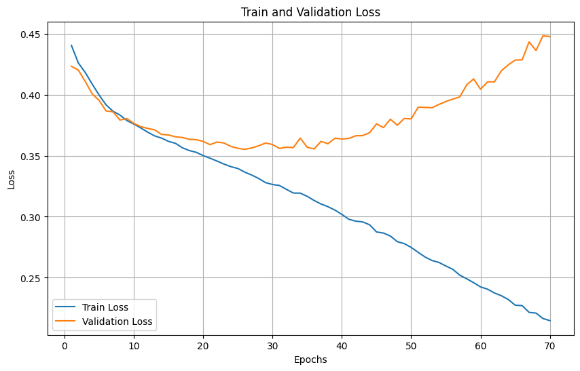 Train and Validation Loss
0.45
0.40
0.35
0.30
0.25
Loss
Train Loss
Validation Loss
0 10 20 30 40 50 60 70
Epochs